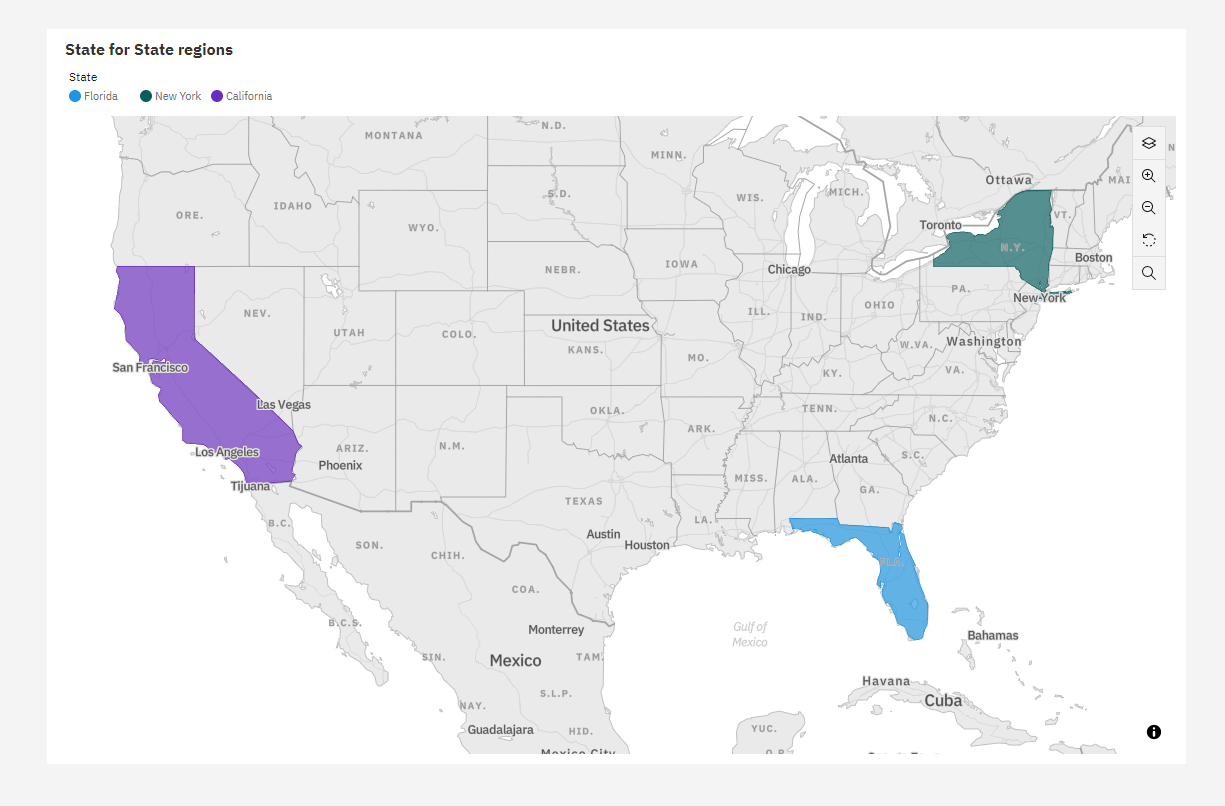 State for State regions
State
Florida New York California
N.D.
MONTANA
MINN.
MICH.
Ottawa
MAI
S.D.
WIS.
IDAHO
ORE.
VT.
WYO.
Toronto
N.Y.
Boston
IOWA
NEBR.
Chicago
PA.
New York
NEV.
OHIO
ILL.
IND.
United States
UTAH
COLO.
Washington
W.VA.
KANS.
MO.
San Francisco
KY.
VA.
Las Vegas
OKLA.
TENN.
N.C.
ARK.
ARIZ.
N.M.
Los Angeles
S.C.
Atlanta
Phoenix
MISS.
ALA.
Tijuana
GA.
TEXAS
LA.
B.C.
Austin
SON.
Houston
CHIH.
FLA.
COA.
B.C.S.
Gulf of
Mexico
Monterrey
Bahamas
SIN.
Mexico
TAM.
Havana
S.L.P.
Cuba
NAY.
Guadalajara
HID.
YUC.
Mexico City
Q.R.